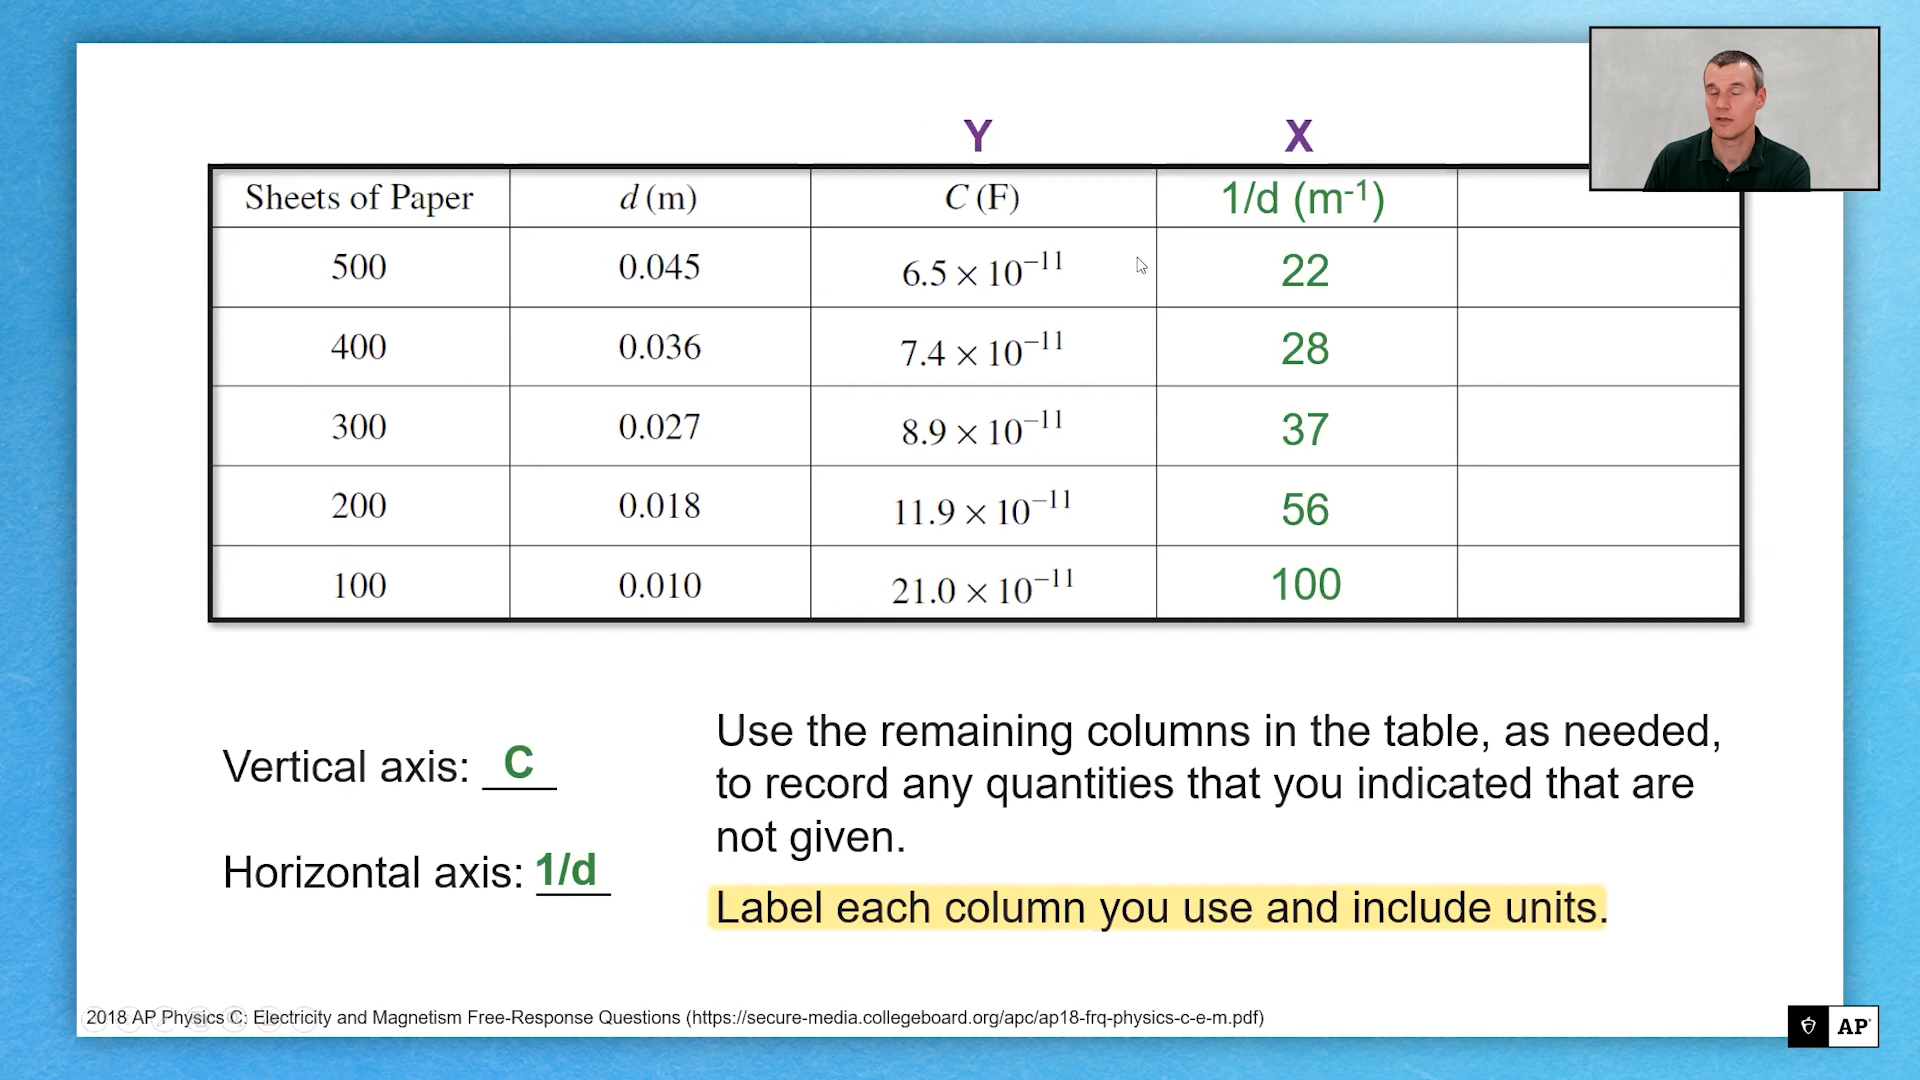 Y X
Sheets of Paper d (m) C (F) 1/d (m⁻¹)
500 0.045 6.5 × 10⁻¹¹ 22
400 0.036 7.4 × 10⁻¹¹ 28
300 0.027 8.9 × 10⁻¹¹ 37
200 0.018 11.9 × 10⁻¹¹ 56
100 0.010 21.0 × 10⁻¹¹ 100
Vertical axis: C
Horizontal axis: 1/d
Use the remaining columns in the table, as needed,
to record any quantities that you indicated that are
not given.
Label each column you use and include units.
2018 AP Physics C: Electricity and Magnetism Free-Response Questions (https://secure-media.collegeboard.org/apc/ap18-frq-physics-c-e-m.pdf)
AP